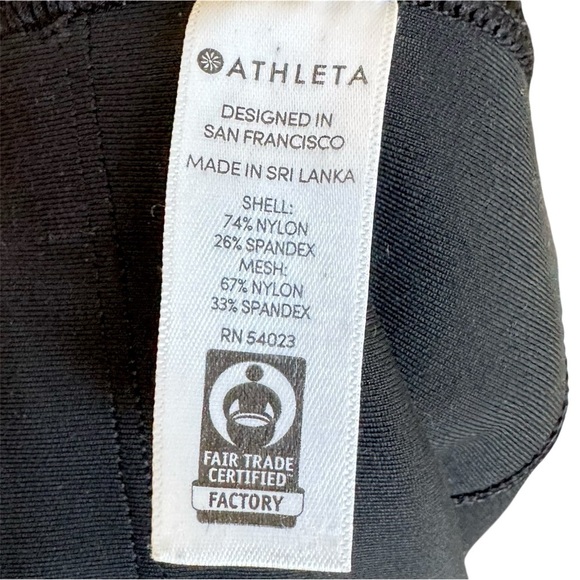 ATHLETA
DESIGNED IN
SAN FRANCISCO
MADE IN SRI LANKA
SHELL:
74% NYLON
26% SPANDEX
MESH:
67% NYLON
33% SPANDEX
RN 54023
FAIR TRADE
CERTIFIED™
FACTORY